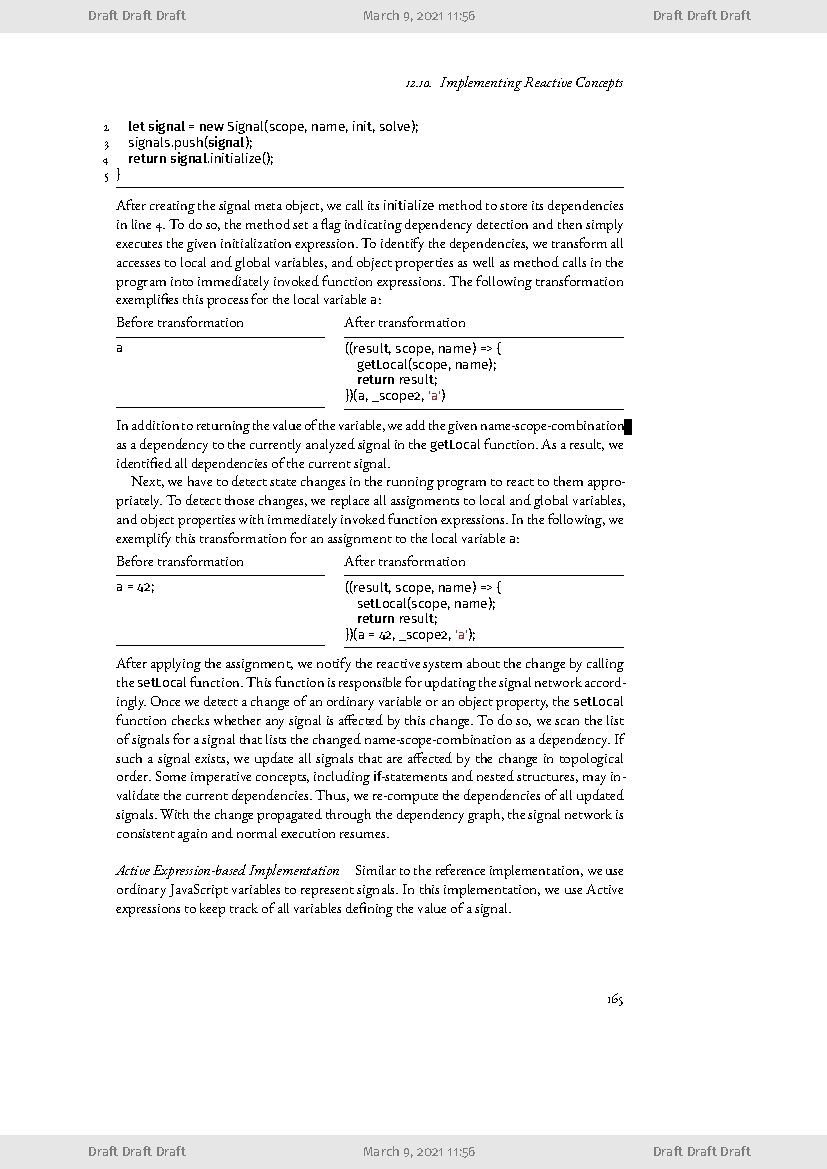 Draft Draft Draft March 9, 2021 11:56 Draft Draft Draft
12.10. Implementing Reactive Concepts
2 let signal = new Signal(scope, name, init, solve);
3 signals.push(signal);
4 return signal.initialize();
5 }
After creating the signal meta object, we call its initialize method to store its dependencies
in line 4. To do so, the method set a flag indicating dependency detection and then simply
executes the given initialization expression. To identify the dependencies, we transform all
accesses to local and global variables, and object properties as well as method calls in the
program into immediately invoked function expressions. The following transformation
exemplifies this process for the local variable a:
Before transformation After transformation
a ((result, scope, name) => {
getLocal(scope, name);
return result;
})(a, _scope2, 'a')
In addition to returning the value of the variable, we add the given name-scope-combination
as a dependency to the currently analyzed signal in the getLocal function. As a result, we
identified all dependencies of the current signal.
Next, we have to detect state changes in the running program to react to them appro-
priately. To detect those changes, we replace all assignments to local and global variables,
and object properties with immediately invoked function expressions. In the following, we
exemplify this transformation for an assignment to the local variable a:
Before transformation After transformation
a = 42; ((result, scope, name) => {
setLocal(scope, name);
return result;
})(a = 42, _scope2, 'a');
After applying the assignment, we notify the reactive system about the change by calling
the setLocal function. This function is responsible for updating the signal network accord-
ingly. Once we detect a change of an ordinary variable or an object property, the setLocal
function checks whether any signal is affected by this change. To do so, we scan the list
of signals for a signal that lists the changed name-scope-combination as a dependency. If
such a signal exists, we update all signals that are affected by the change in topological
order. Some imperative concepts, including if-statements and nested structures, may in-
validate the current dependencies. Thus, we re-compute the dependencies of all updated
signals. With the change propagated through the dependency graph, the signal network is
consistent again and normal execution resumes.
Active Expression-based Implementation Similar to the reference implementation, we use
ordinary JavaScript variables to represent signals. In this implementation, we use Active
expressions to keep track of all variables defining the value of a signal.
165
Draft Draft Draft March 9, 2021 11:56 Draft Draft Draft